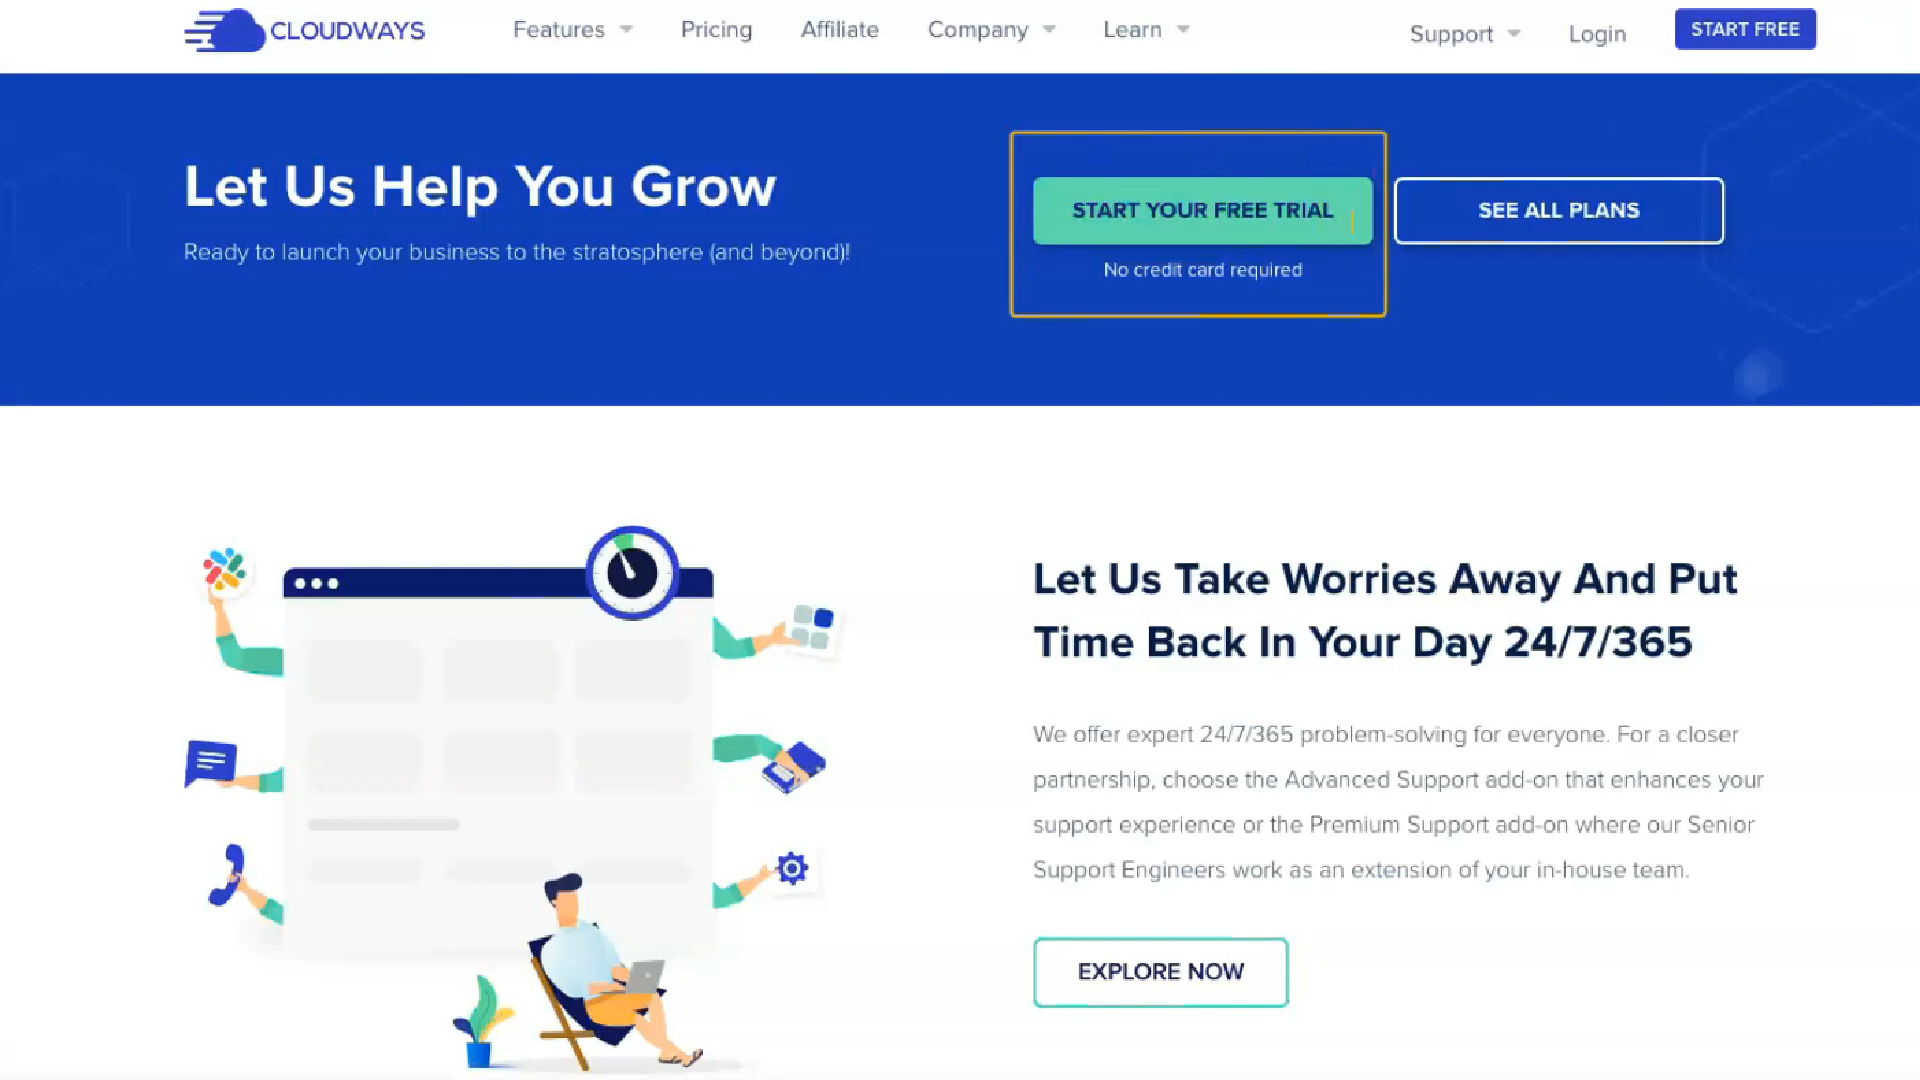 CLOUDWAYS
Features
Pricing
Affiliate
Company
Learn
Support
Login
START FREE
Let Us Help You Grow
Ready to launch your business to the stratosphere (and beyond)!
START YOUR FREE TRIAL
No credit card required
SEE ALL PLANS
Let Us Take Worries Away And Put
Time Back In Your Day 24/7/365
We offer expert 24/7/365 problem-solving for everyone. For a closer
partnership, choose the Advanced Support add-on that enhances your
support experience or the Premium Support add-on where our Senior
Support Engineers work as an extension of your in-house team.
EXPLORE NOW